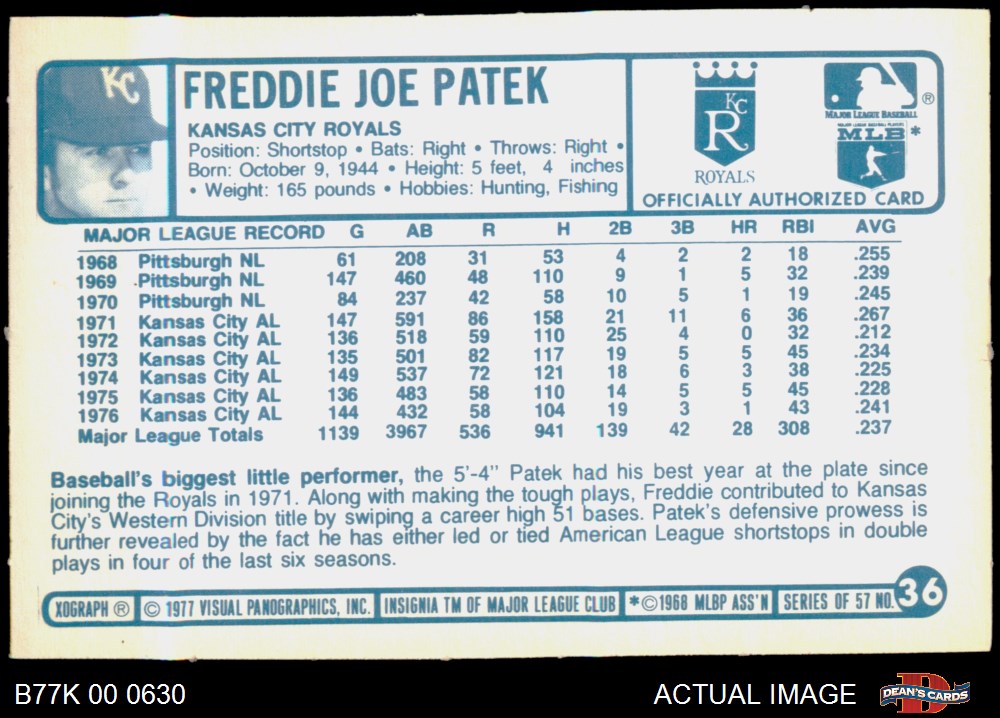 KC
FREDDIE JOE PATEK
KANSAS CITY ROYALS
Position: Shortstop • Bats: Right • Throws: Right •
Born: October 9, 1944 • Height: 5 feet, 4 inches
• Weight: 165 pounds • Hobbies: Hunting, Fishing
KC
R
ROYALS
®
MAJOR LEAGUE BASEBALL
MAJOR LEAGUE BASEBALL PLAYERS
MLB*
OFFICIALLY AUTHORIZED CARD
MAJOR LEAGUE RECORD G AB R H 2B 3B HR RBI AVG
1968 Pittsburgh NL 61 208 31 53 4 2 2 18 .255
1969 Pittsburgh NL 147 460 48 110 9 1 5 32 .239
1970 Pittsburgh NL 84 237 42 58 10 5 1 19 .245
1971 Kansas City AL 147 591 86 158 21 11 6 36 .267
1972 Kansas City AL 136 518 59 110 25 4 0 32 .212
1973 Kansas City AL 135 501 82 117 19 5 5 45 .234
1974 Kansas City AL 149 537 72 121 18 6 3 38 .225
1975 Kansas City AL 136 483 58 110 14 5 5 45 .228
1976 Kansas City AL 144 432 58 104 19 3 1 43 .241
Major League Totals 1139 3967 536 941 139 42 28 308 .237
Baseball's biggest little performer, the 5'-4" Patek had his best year at the plate since
joining the Royals in 1971. Along with making the tough plays, Freddie contributed to Kansas
City's Western Division title by swiping a career high 51 bases. Patek's defensive prowess is
further revealed by the fact he has either led or tied American League shortstops in double
plays in four of the last six seasons.
XOGRAPH ® © 1977 VISUAL PANOGRAPHICS, INC. INSIGNIA TM OF MAJOR LEAGUE CLUB *©1968 MLBP ASS'N SERIES OF 57 NO. 36
B77K 00 0630 ACTUAL IMAGE DEAN'S CARDS